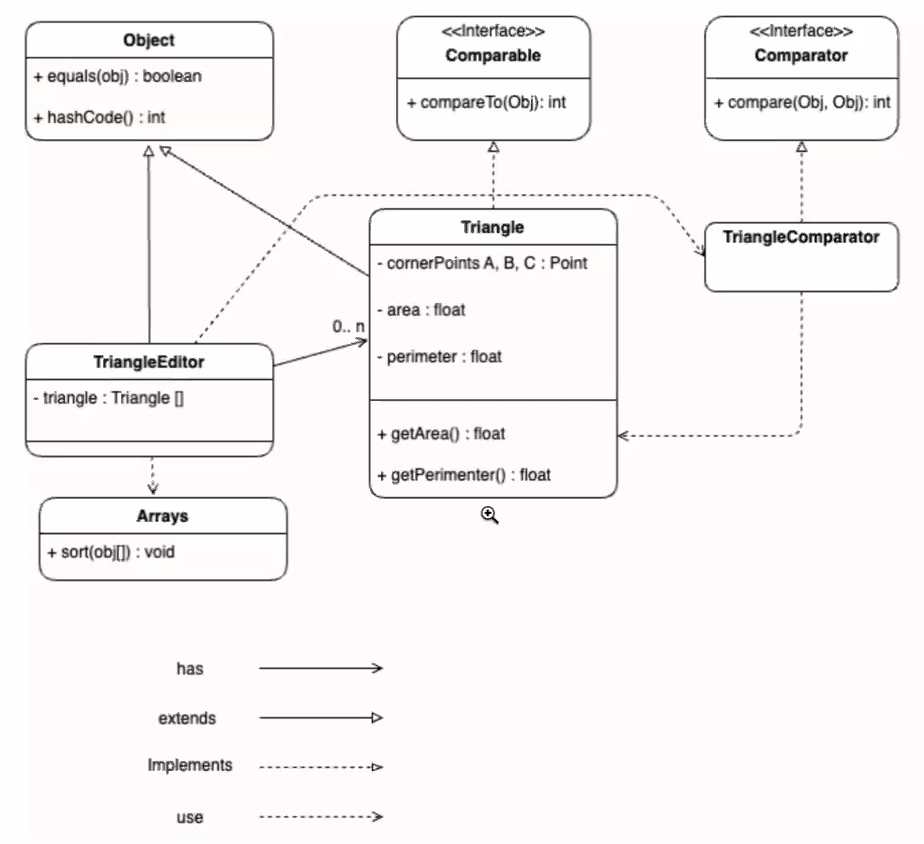 Object
+ equals(obj) : boolean
+ hashCode() : int
<<Interface>>
Comparable
+ compareTo(Obj): int
<<Interface>>
Comparator
+ compare(Obj, Obj): int
Triangle
- cornerPoints A, B, C : Point
- area : float
- perimeter : float
+ getArea() : float
+ getPerimenter() : float
TriangleComparator
0.. n
TriangleEditor
- triangle : Triangle []
Arrays
+ sort(obj[]) : void
has
extends
Implements
use